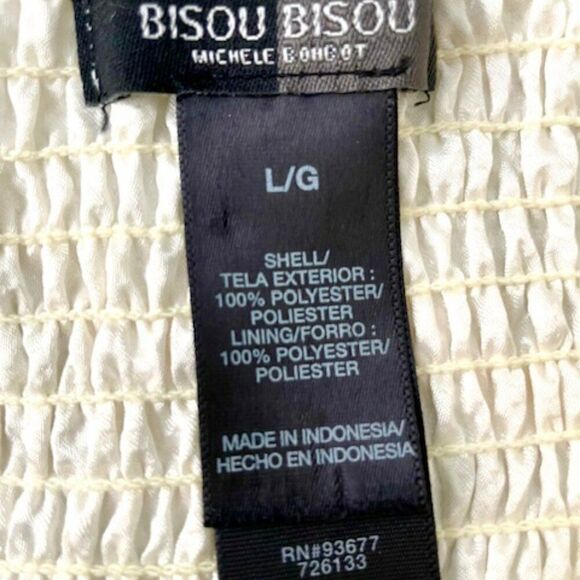 BISOU BISOU
MICHELE BOHBOT
L/G
SHELL/
TELA EXTERIOR :
100% POLYESTER/
POLIESTER
LINING/FORRO :
100% POLYESTER/
POLIESTER
MADE IN INDONESIA/
HECHO EN INDONESIA
RN#93677
726133